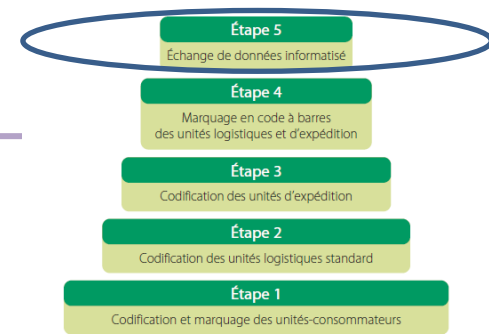 Étape 5
Échange de données informatisé
Étape 4
Marquage en code à barres
des unités logistiques et d'expédition
Étape 3
Codification des unités d'expédition
Étape 2
Codification des unités logistiques standard
Étape 1
Codification et marquage des unités-consommateurs